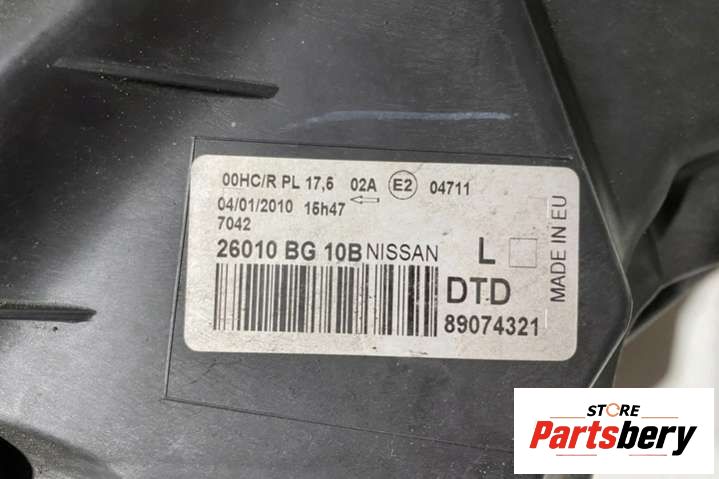 00HC/R PL 17,5 02A E2 04711
04/01/2010 15h47
7042
26010 BG 10B NISSAN L
DTD
89074321
MADE IN EU
STORE
Partsbery